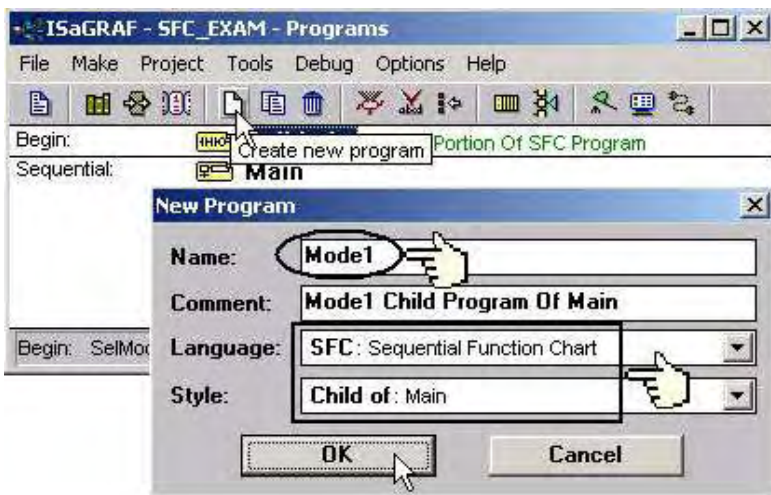 ISaGRAF - SFC_EXAM - Programs
File Make Project Tools Debug Options Help
Begin: Portion Of SFC Program
Create new program
Sequential: Main
New Program
Name: Mode1
Comment: Mode1 Child Program Of Main
Begin: SelMo
Language: SFC : Sequential Function Chart
Style: Child of : Main
OK Cancel